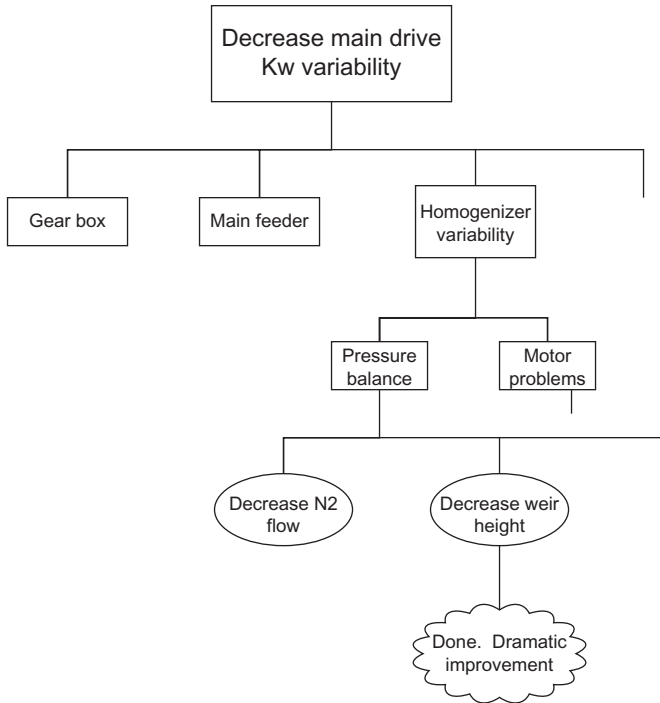 Decrease main drive
Kw variability
Gear box
Main feeder
Homogenizer
variability
Pressure
balance
Motor
problems
Decrease N2
flow
Decrease weir
height
Done.  Dramatic
improvement